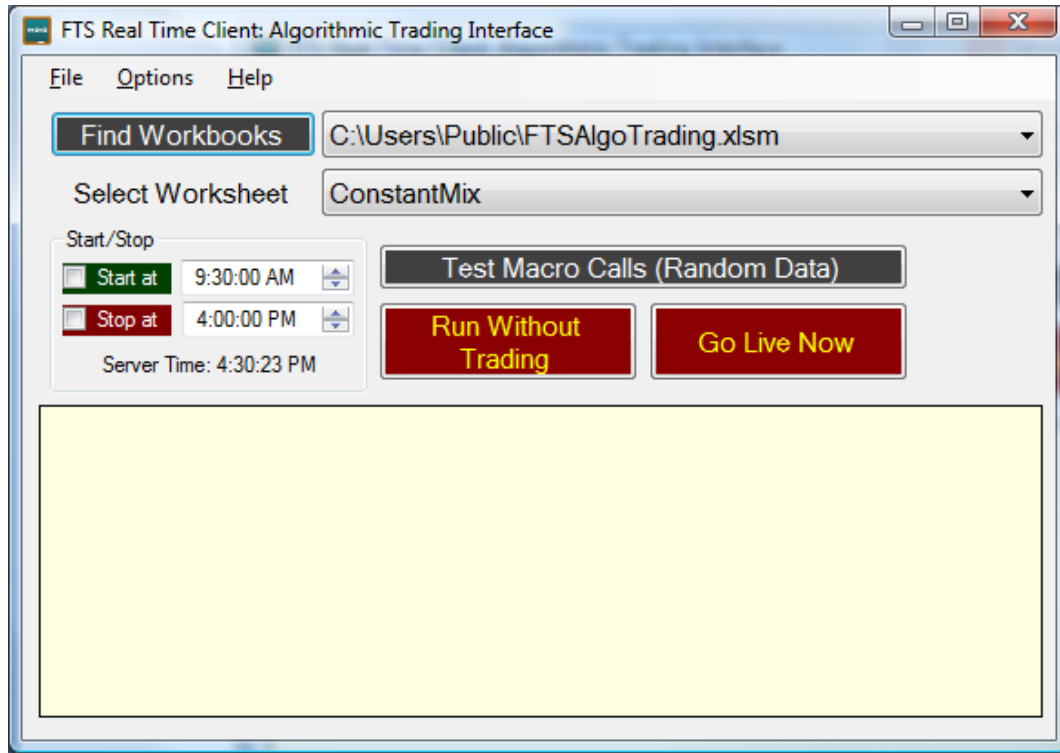 FTS Real Time Client: Algorithmic Trading Interface
File Options Help
Find Workbooks C:\Users\Public\FTSAlgoTrading.xlsm
Select Worksheet ConstantMix
Start/Stop
Start at 9:30:00 AM
Test Macro Calls (Random Data)
Stop at 4:00:00 PM
Run Without
Trading
Go Live Now
Server Time: 4:30:23 PM